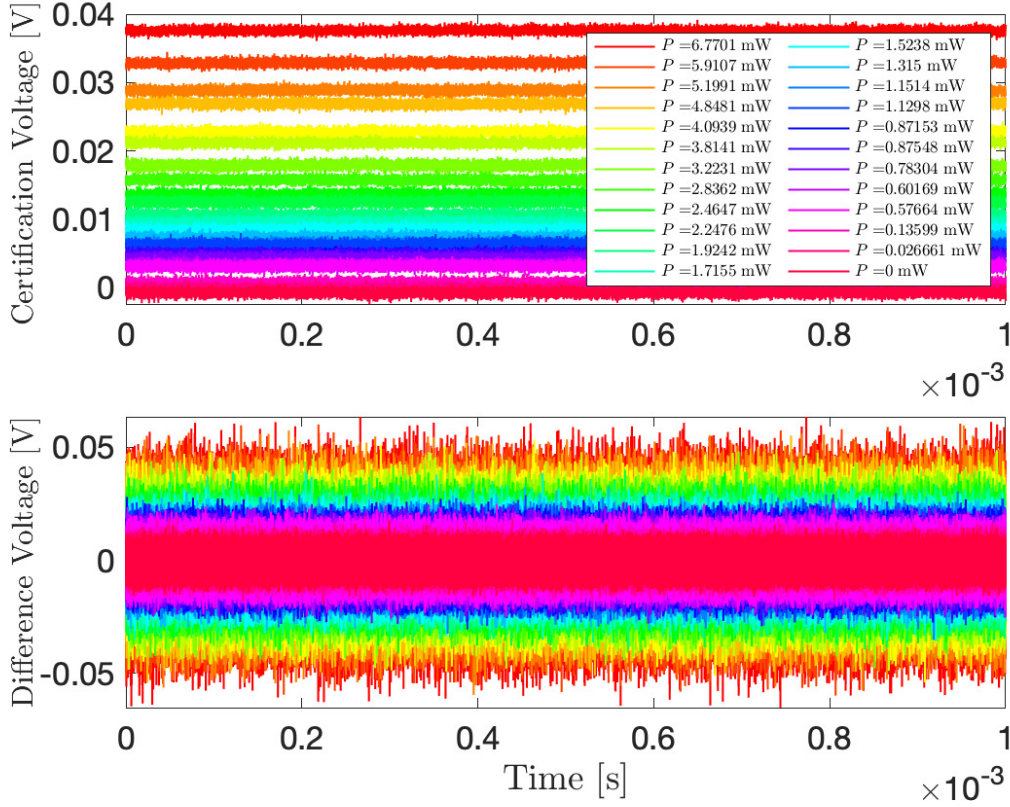 Certification Voltage [V]
0.04
0.03
0.02
0.01
0
P =6.7701 mW
P =5.9107 mW
P =5.1991 mW
P =4.8481 mW
P =4.0939 mW
P =3.8141 mW
P =3.2231 mW
P =2.8362 mW
P =2.4647 mW
P =2.2476 mW
P =1.9242 mW
P =1.7155 mW
P =1.5238 mW
P =1.315 mW
P =1.1514 mW
P =1.1298 mW
P =0.87153 mW
P =0.87548 mW
P =0.78304 mW
P =0.60169 mW
P =0.57664 mW
P =0.13599 mW
P =0.026661 mW
P =0 mW
0 0.2 0.4 0.6 0.8 1
×10⁻³
Difference Voltage [V]
0.05
0
-0.05
0 0.2 0.4 0.6 0.8 1
Time [s]
×10⁻³